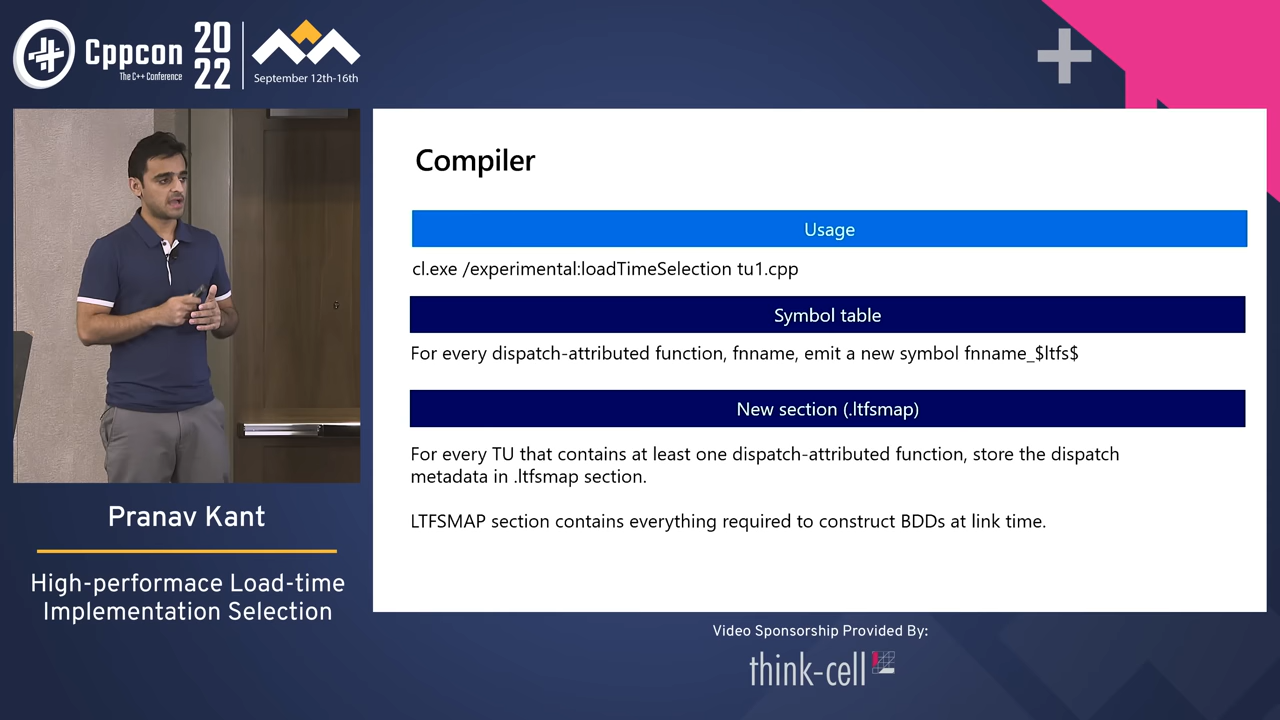 Cppcon
The C++ Conference
20
22
September 12th-16th
Compiler
Usage
cl.exe /experimental:loadTimeSelection tu1.cpp
Symbol table
For every dispatch-attributed function, fnname, emit a new symbol fnname_$ltfs$
New section (.ltfsmap)
For every TU that contains at least one dispatch-attributed function, store the dispatch
metadata in .ltfsmap section.
LTFSMAP section contains everything required to construct BDDs at link time.
Pranav Kant
High-performace Load-time
Implementation Selection
Video Sponsorship Provided By:
think-cell